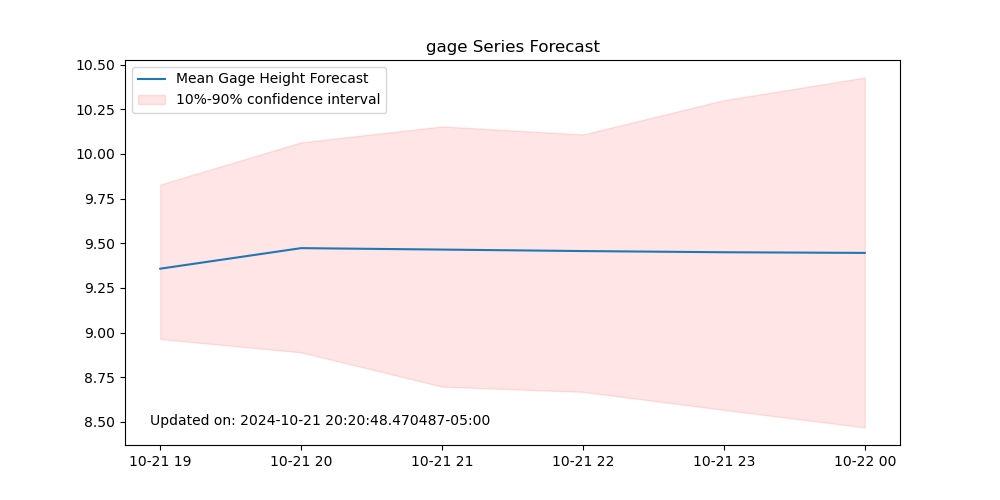 gage Series Forecast
Mean Gage Height Forecast
10%-90% confidence interval
10.50
10.25
10.00
9.75
9.50
9.25
9.00
8.75
8.50
Updated on: 2024-10-21 20:20:48.470487-05:00
10-21 19 10-21 20 10-21 21 10-21 22 10-21 23 10-22 00